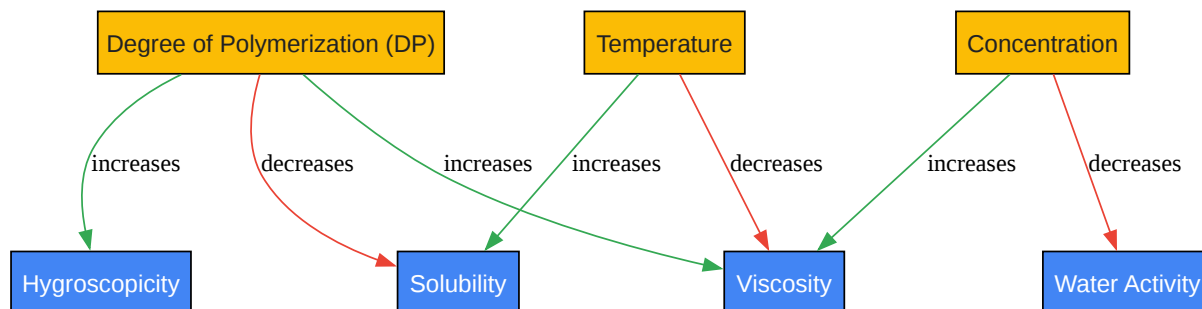 Degree of Polymerization (DP)
Temperature
Concentration
increases
decreases
increases
increases
decreases
increases
decreases
Hygroscopicity
Solubility
Viscosity
Water Activity